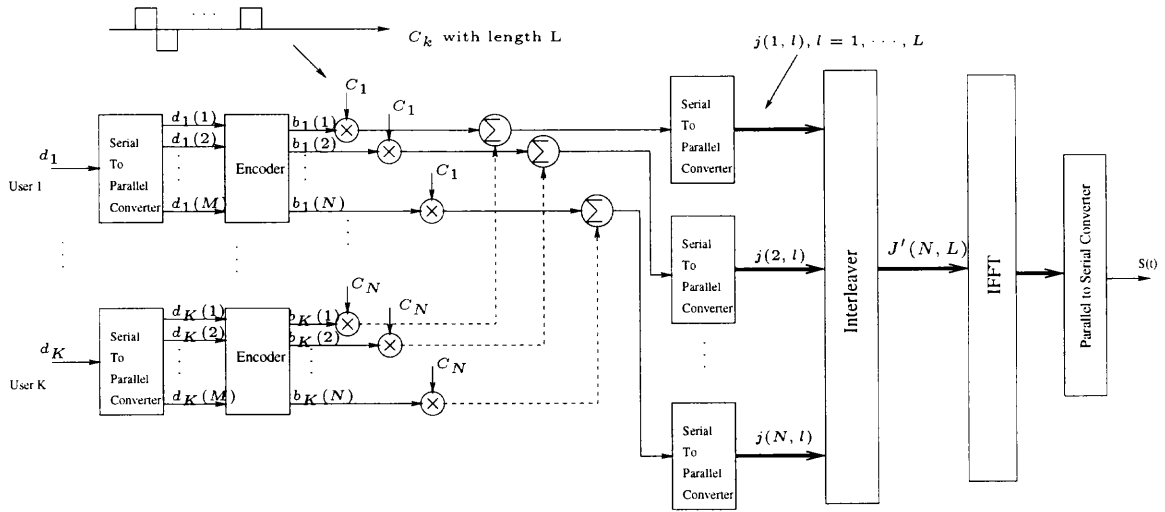 C_k with length L
j(1, l), l = 1, ···, L
C_1
C_1
C_1
d_1
User 1
Serial
To
Parallel
Converter
d_1(1)
d_1(2)
d_1(M)
Encoder
b_1(1)
b_1(2)
b_1(N)
Σ
Σ
Σ
Serial
To
Parallel
Converter
Serial
To
Parallel
Converter
j(2, l)
Serial
To
Parallel
Converter
j(N, l)
Interleaver
J'(N, L)
IFFT
Parallel to Serial Converter
S(t)
C_N
C_N
C_N
d_K
User K
Serial
To
Parallel
Converter
d_K(1)
d_K(2)
d_K(M)
Encoder
b_K(1)
b_K(2)
b_K(N)